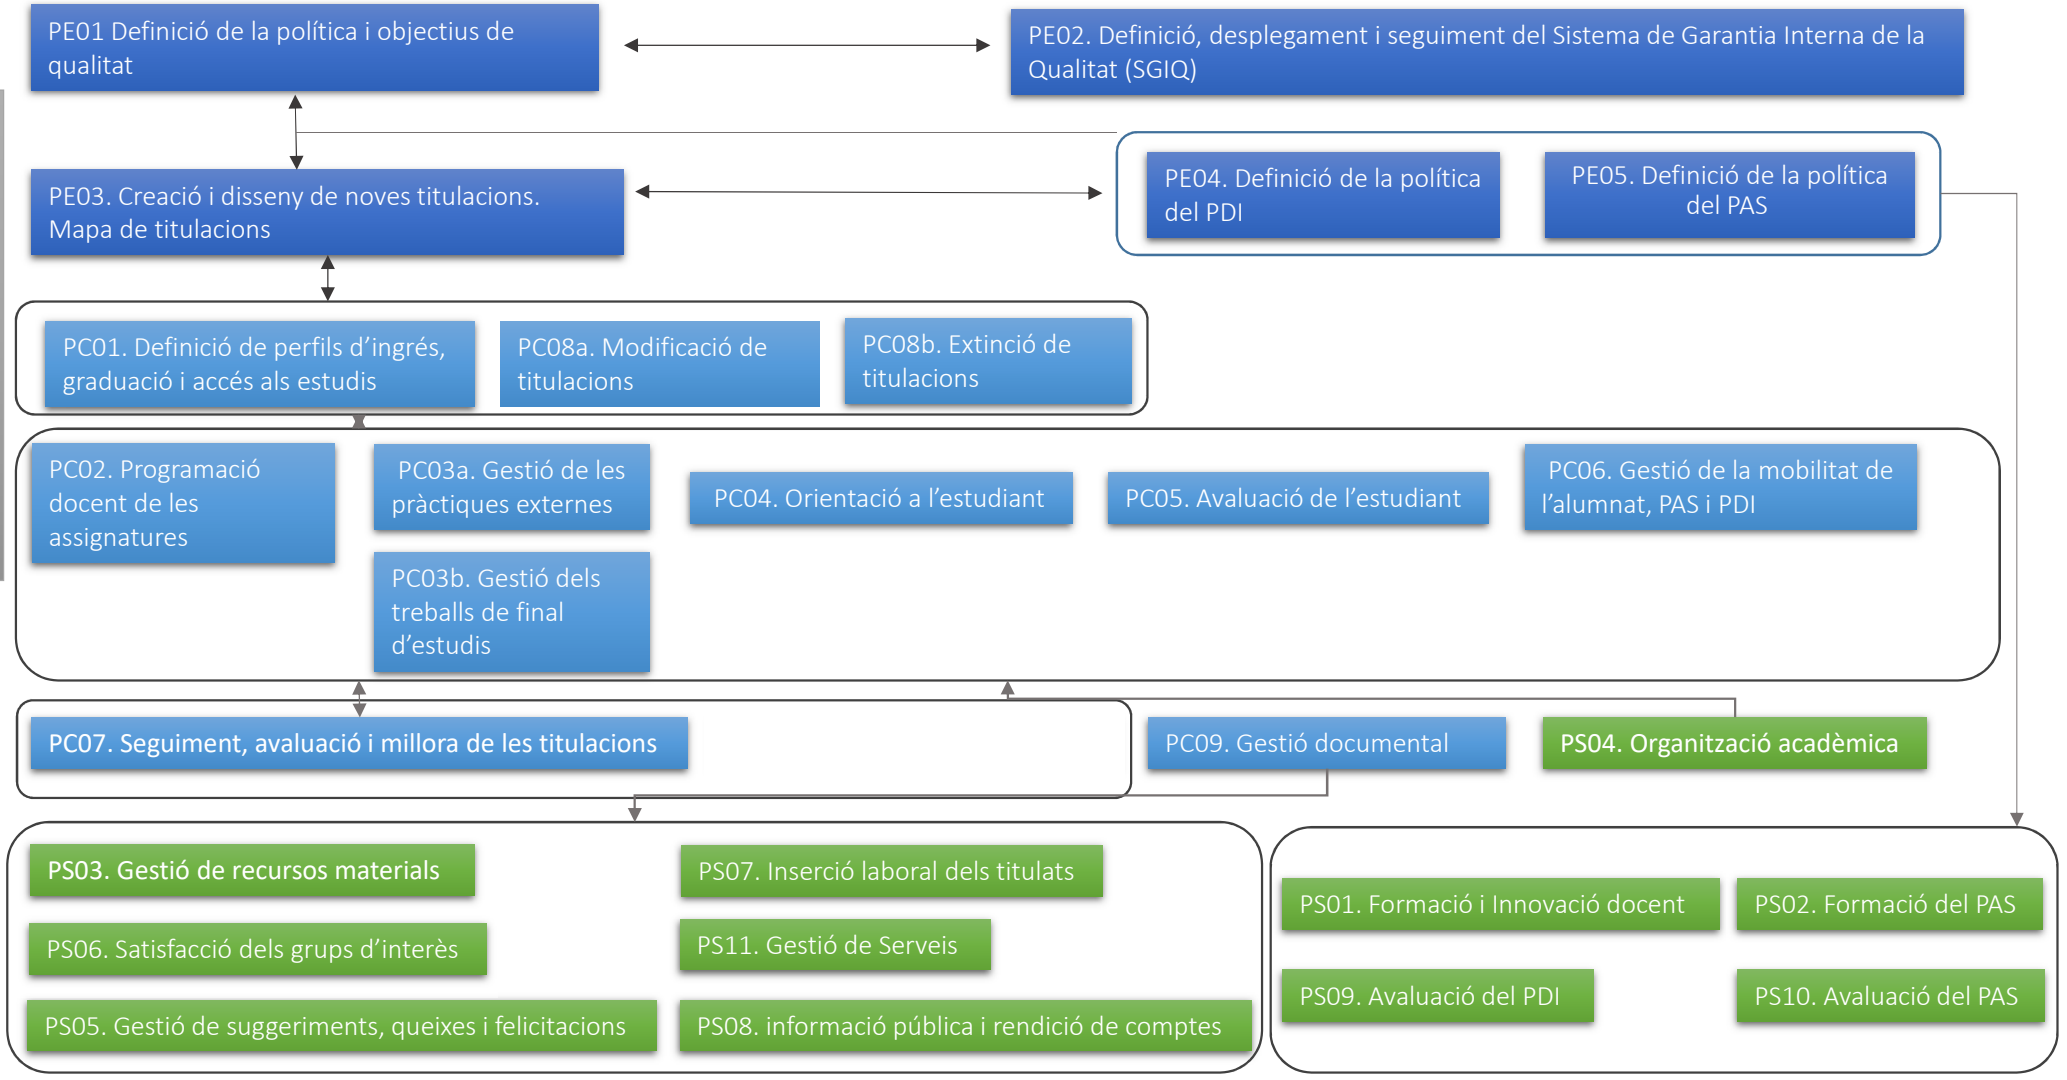 PE01 Definició de la política i objectius de
qualitat
PE02. Definició, desplegament i seguiment del Sistema de Garantia Interna de la
Qualitat (SGIQ)
PE03. Creació i disseny de noves titulacions.
Mapa de titulacions
PE04. Definició de la política
del PDI
PE05. Definició de la política
del PAS
PC01. Definició de perfils d’ingrés,
graduació i accés als estudis
PC08a. Modificació de
titulacions
PC08b. Extinció de
titulacions
PC02. Programació
docent de les
assignatures
PC03a. Gestió de les
pràctiques externes
PC03b. Gestió dels
treballs de final
d’estudis
PC04. Orientació a l’estudiant
PC05. Avaluació de l’estudiant
PC06. Gestió de la mobilitat de
l’alumnat, PAS i PDI
PC07. Seguiment, avaluació i millora de les titulacions
PC09. Gestió documental
PS04. Organització acadèmica
PS03. Gestió de recursos materials
PS07. Inserció laboral dels titulats
PS06. Satisfacció dels grups d’interès
PS11. Gestió de Serveis
PS05. Gestió de suggeriments, queixes i felicitacions
PS08. informació pública i rendició de comptes
PS01. Formació i Innovació docent
PS02. Formació del PAS
PS09. Avaluació del PDI
PS10. Avaluació del PAS